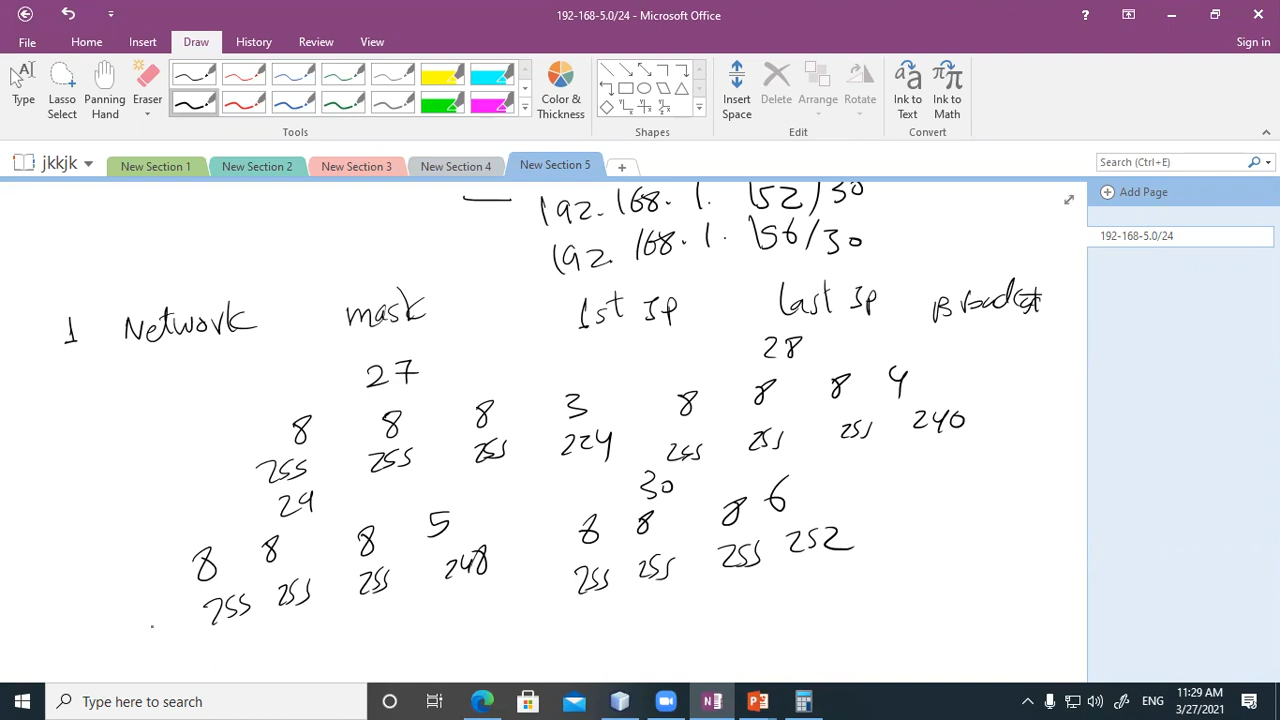 192-168-5.0/24 - Microsoft Office
?
File Home Insert Draw History Review View Sign in
Type Lasso Select Panning Hand Eraser Color & Thickness Insert Space Delete Arrange Rotate Ink to Text Ink to Math
Tools Shapes Edit Convert
jkkjk New Section 1 New Section 2 New Section 3 New Section 4 New Section 5 + Search (Ctrl+E)
Add Page
192-168-5.0/24
192. 168. 1. 152/30
192. 168. 1. 156/30
1 Network mask 1st Ip last Ip
27 28
8 8 8 3 8 8 8 4
255 255 255 224 255 255 255 240
29 30
8 8 8 5 8 8 8 6
255 255 255 248 255 255 255 252
Type here to search
ENG 11:29 AM
3/27/2021